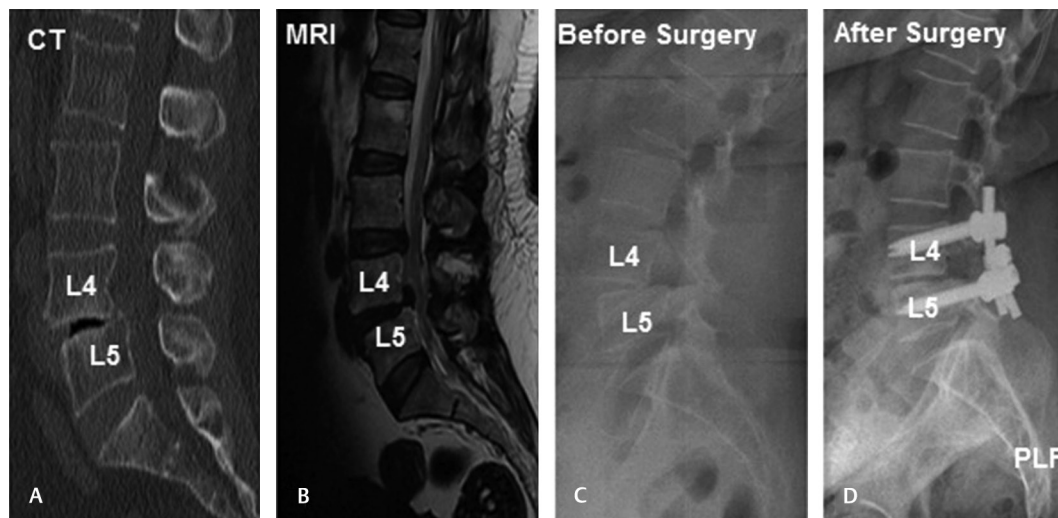 CT
L4
L5
A
MRI
L4
L5
B
Before Surgery
L4
L5
C
After Surgery
L4
L5
PLF
D